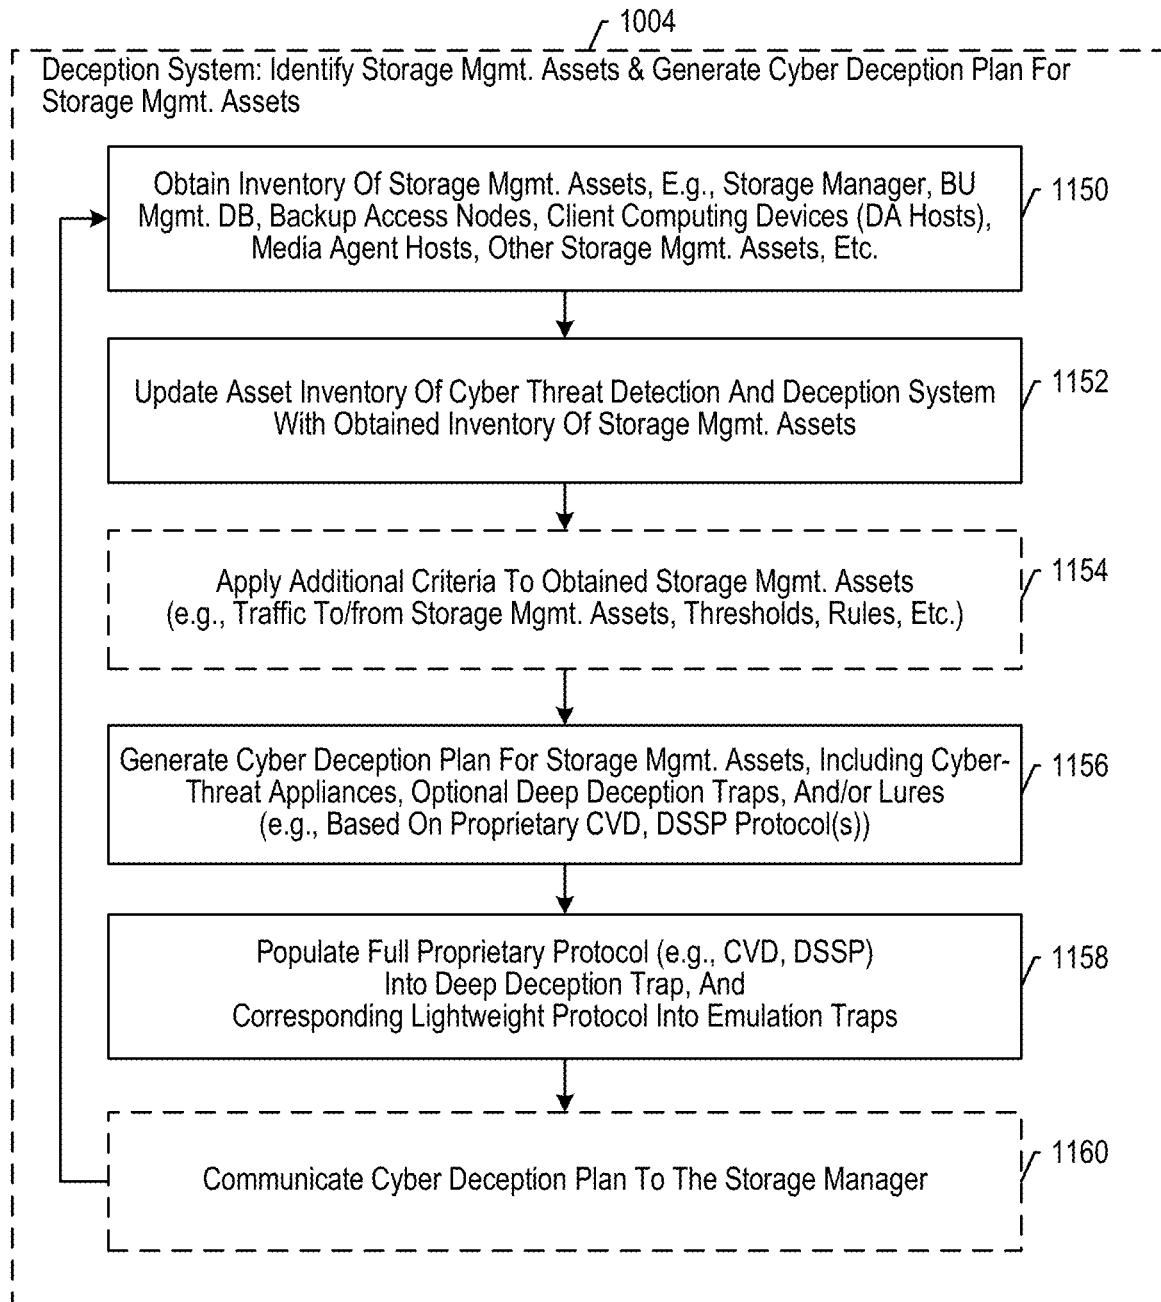 1004
Deception System: Identify Storage Mgmt. Assets & Generate Cyber Deception Plan For
Storage Mgmt. Assets
Obtain Inventory Of Storage Mgmt. Assets, E.g., Storage Manager, BU
Mgmt. DB, Backup Access Nodes, Client Computing Devices (DA Hosts),
Media Agent Hosts, Other Storage Mgmt. Assets, Etc.
1150
Update Asset Inventory Of Cyber Threat Detection And Deception System
With Obtained Inventory Of Storage Mgmt. Assets
1152
Apply Additional Criteria To Obtained Storage Mgmt. Assets
(e.g., Traffic To/from Storage Mgmt. Assets, Thresholds, Rules, Etc.)
1154
Generate Cyber Deception Plan For Storage Mgmt. Assets, Including Cyber-
Threat Appliances, Optional Deep Deception Traps, And/or Lures
(e.g., Based On Proprietary CVD, DSSP Protocol(s))
1156
Populate Full Proprietary Protocol (e.g., CVD, DSSP)
Into Deep Deception Trap, And
Corresponding Lightweight Protocol Into Emulation Traps
1158
Communicate Cyber Deception Plan To The Storage Manager
1160